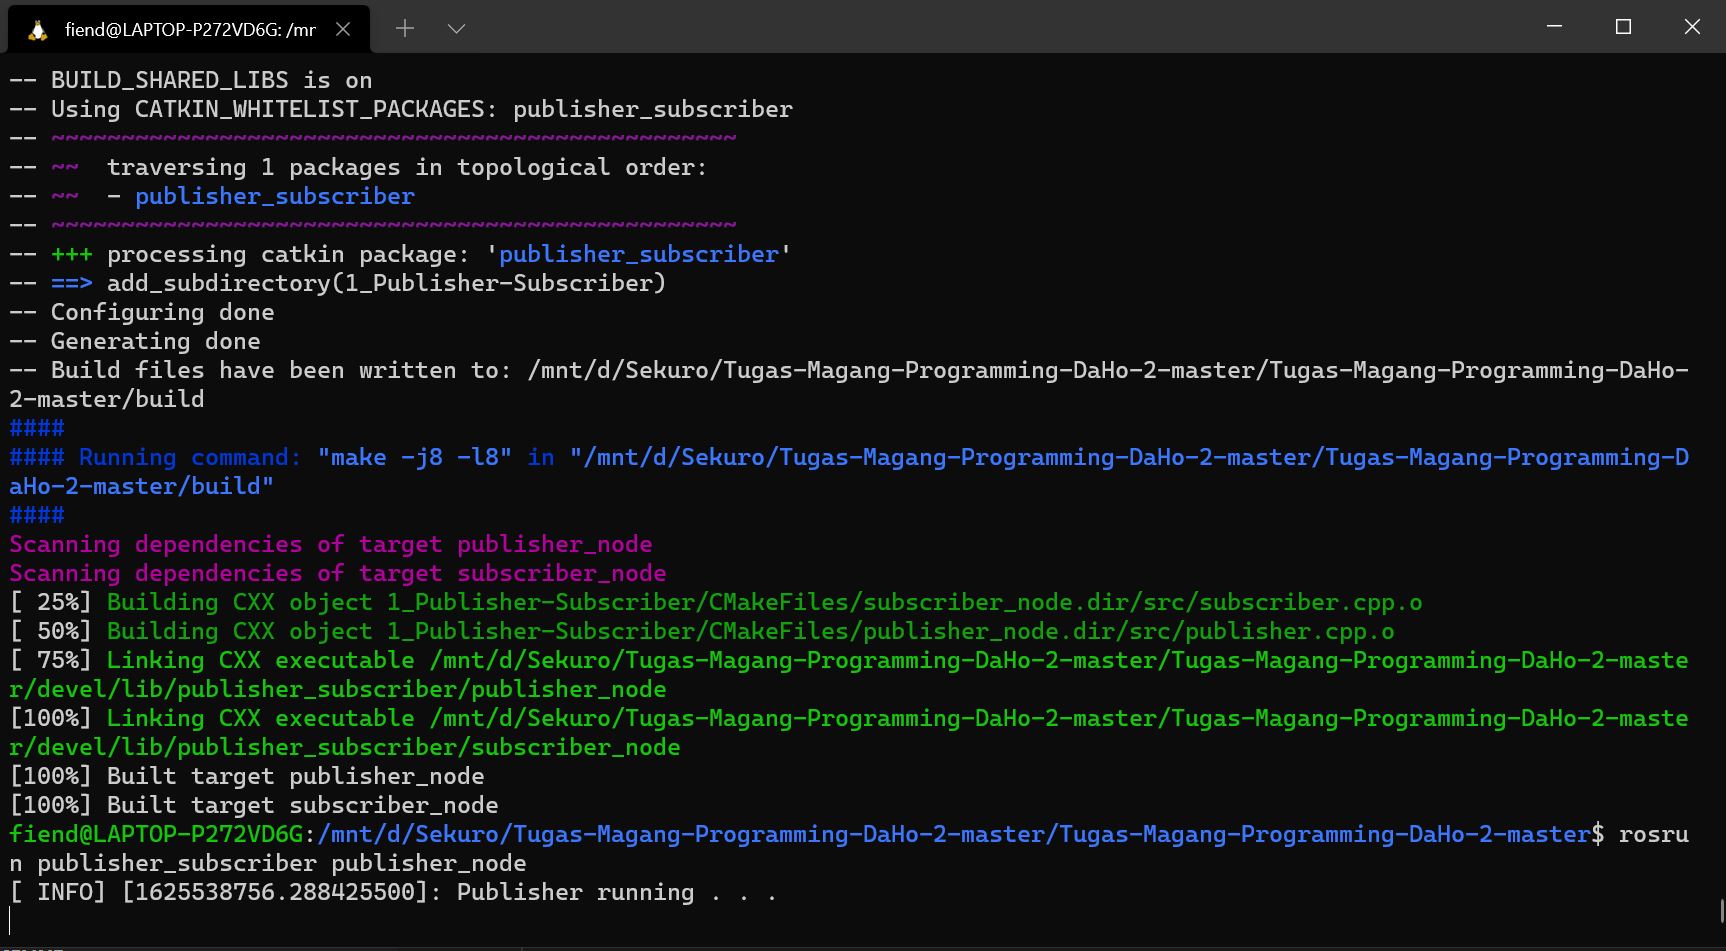 fiend@LAPTOP-P272VD6G: /mr
-- BUILD_SHARED_LIBS is on
-- Using CATKIN_WHITELIST_PACKAGES: publisher_subscriber
-- ~~~~~~~~~~~~~~~~~~~~~~~~~~~~~~~~~~~~~~~~~~~~~~~~~
-- ~~  traversing 1 packages in topological order:
-- ~~  - publisher_subscriber
-- ~~~~~~~~~~~~~~~~~~~~~~~~~~~~~~~~~~~~~~~~~~~~~~~~~
-- +++ processing catkin package: 'publisher_subscriber'
-- ==> add_subdirectory(1_Publisher-Subscriber)
-- Configuring done
-- Generating done
-- Build files have been written to: /mnt/d/Sekuro/Tugas-Magang-Programming-DaHo-2-master/Tugas-Magang-Programming-DaHo-
2-master/build
####
#### Running command: "make -j8 -l8" in "/mnt/d/Sekuro/Tugas-Magang-Programming-DaHo-2-master/Tugas-Magang-Programming-D
aHo-2-master/build"
####
Scanning dependencies of target publisher_node
Scanning dependencies of target subscriber_node
[ 25%] Building CXX object 1_Publisher-Subscriber/CMakeFiles/subscriber_node.dir/src/subscriber.cpp.o
[ 50%] Building CXX object 1_Publisher-Subscriber/CMakeFiles/publisher_node.dir/src/publisher.cpp.o
[ 75%] Linking CXX executable /mnt/d/Sekuro/Tugas-Magang-Programming-DaHo-2-master/Tugas-Magang-Programming-DaHo-2-maste
r/devel/lib/publisher_subscriber/publisher_node
[100%] Linking CXX executable /mnt/d/Sekuro/Tugas-Magang-Programming-DaHo-2-master/Tugas-Magang-Programming-DaHo-2-maste
r/devel/lib/publisher_subscriber/subscriber_node
[100%] Built target publisher_node
[100%] Built target subscriber_node
fiend@LAPTOP-P272VD6G:/mnt/d/Sekuro/Tugas-Magang-Programming-DaHo-2-master/Tugas-Magang-Programming-DaHo-2-master$ rosru
n publisher_subscriber publisher_node
[ INFO] [1625538756.288425500]: Publisher running . . .